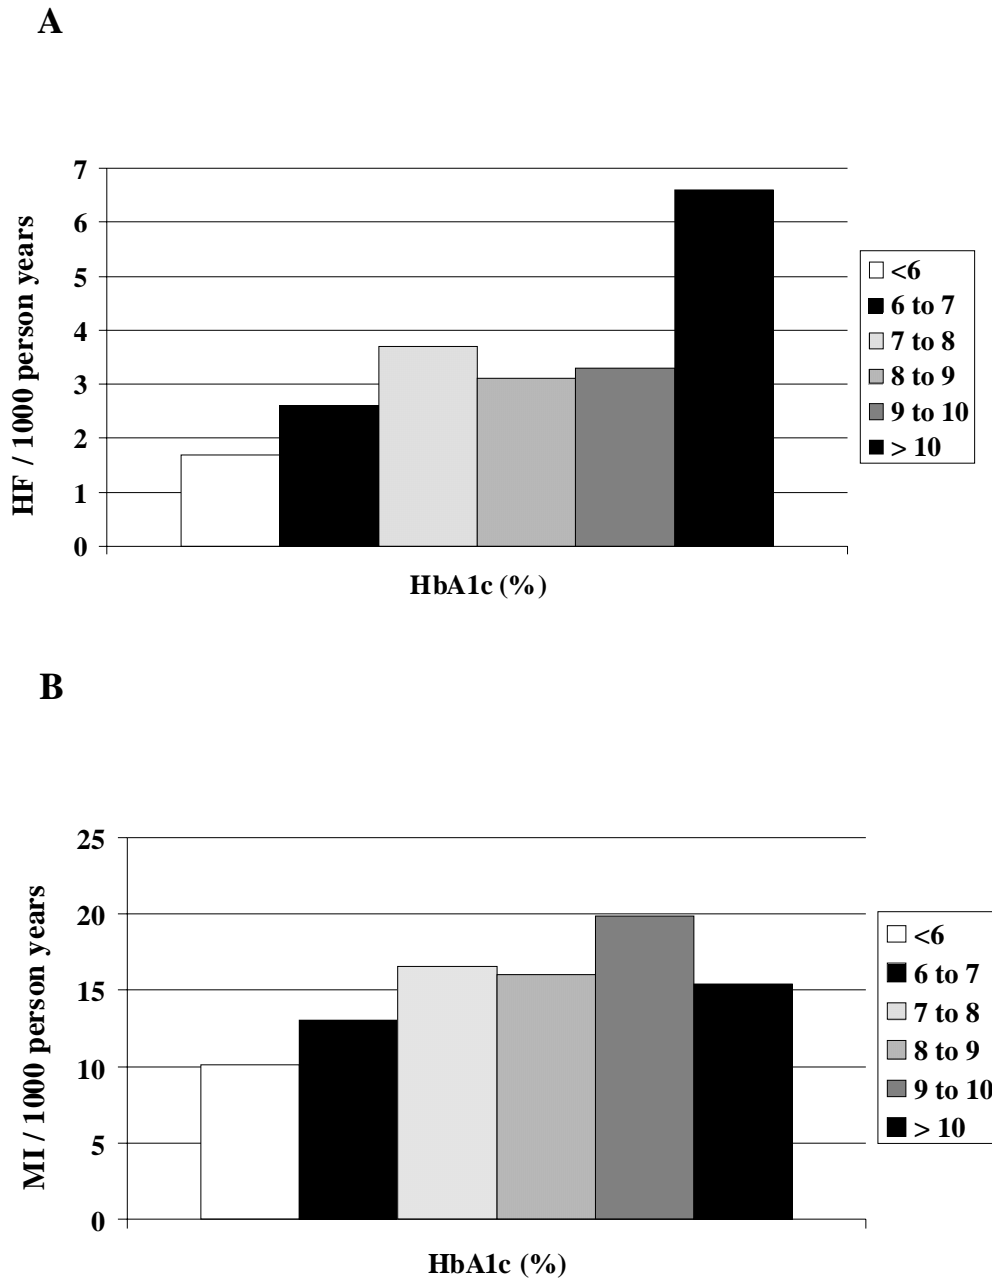 A
7
6
5
4
3
2
1
0
HF / 1000 person years
HbA1c (%)
<6
6 to 7
7 to 8
8 to 9
9 to 10
> 10
B
25
20
15
10
5
0
MI / 1000 person years
HbA1c (%)
<6
6 to 7
7 to 8
8 to 9
9 to 10
> 10